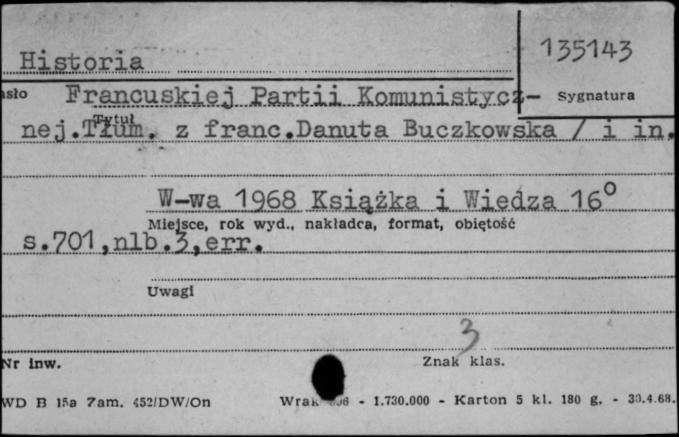 135143
Historia
asło Francuskiej Partii Komunistycz- Sygnatura
Tytuł
nej.Tłum. z franc.Danuta Buczkowska / i in.
W-wa 1968 Książka i Wiedza 16°
Miejsce, rok wyd., nakładca, format, obiętość
s.701,nlb.3,err.
Uwagi
3
Nr inw. Znak klas.
WD B 15a Zam. 452/DW/On - 1.730.000 - Karton 5 kl. 180 g. - 30.4.68.